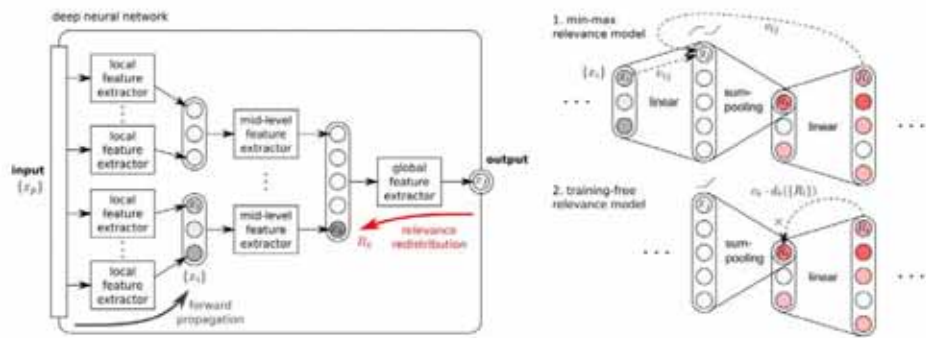 deep neural network
local
feature
extractor
local
feature
extractor
local
feature
extractor
local
feature
extractor
input
{x_p}
{x_i}
forward
propagation
mid-level
feature
extractor
mid-level
feature
extractor
R_k
global
feature
extractor
output
relevance
redistribution
1. min-max
relevance model
{x_i}
linear
sum-
pooling
linear
2. training-free
relevance model
sum-
pooling
linear